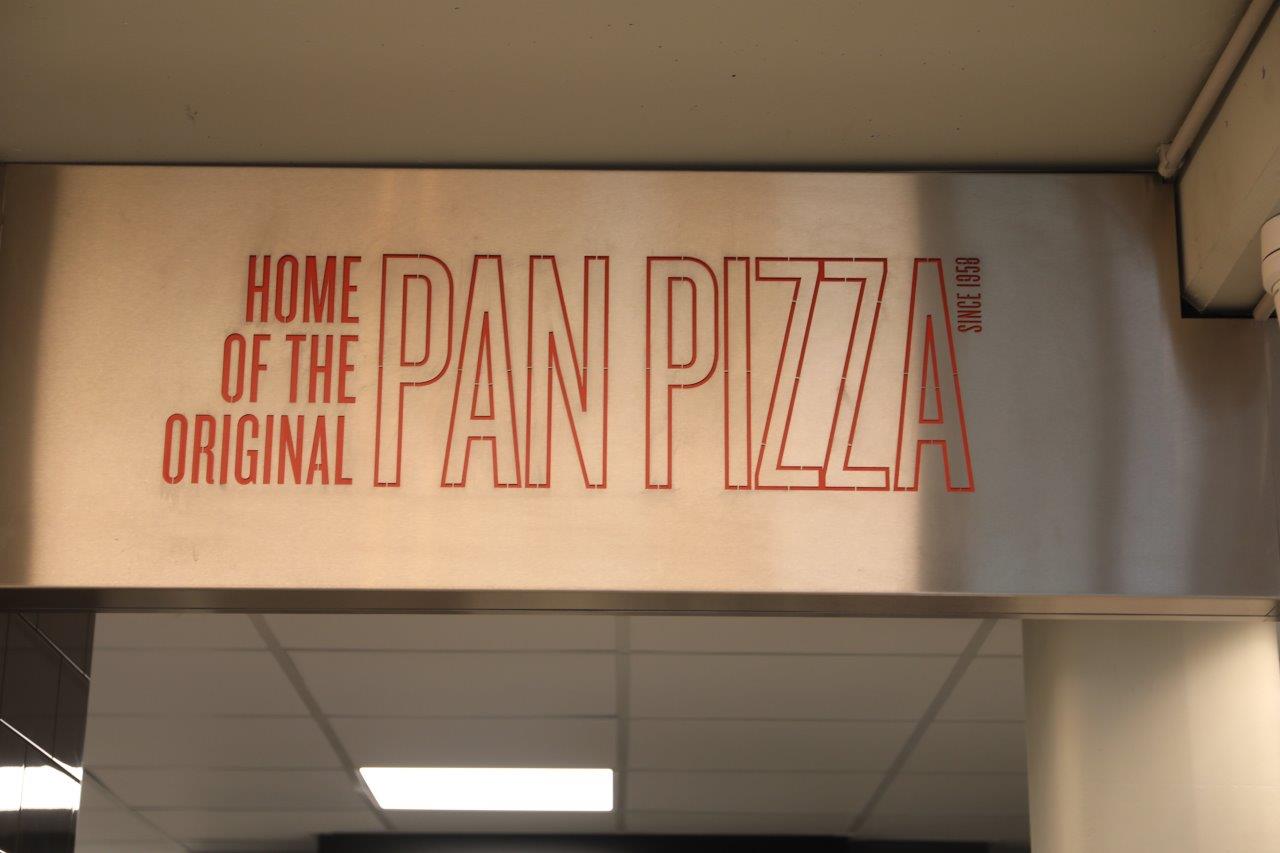 HOME
OF THE
ORIGINAL
PAN PIZZA
SINCE 1958